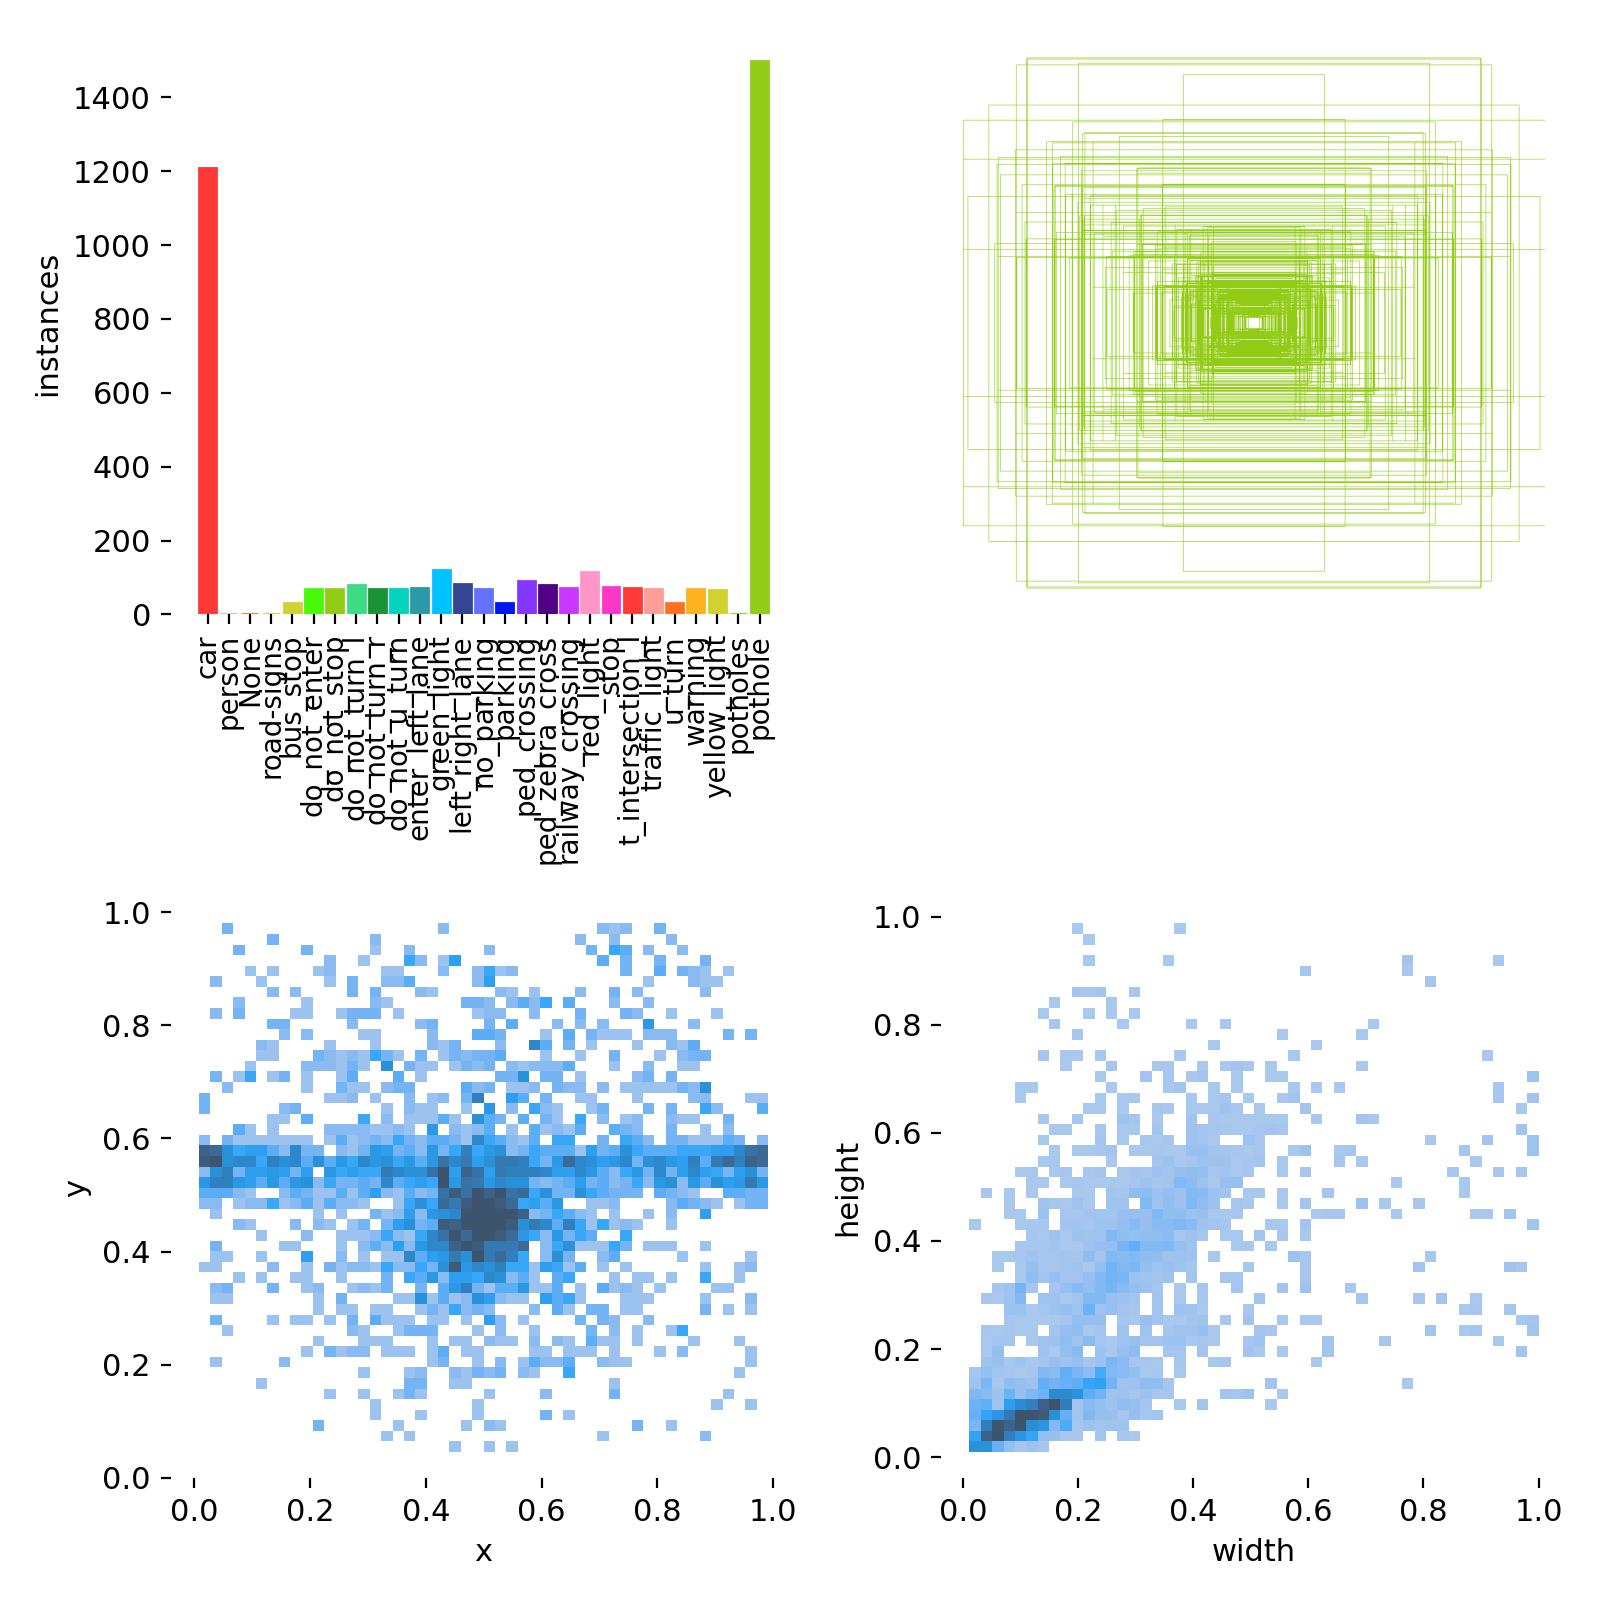 instances
1400
1200
1000
800
600
400
200
0
car
person
None
road-signs
bus_stop
do_not_enter
do_not_stop
do_not_turn_l
do_not_turn_r
do_not_u_turn
enter_left_lane
green_light
left_right_lane
no_parking
_parking
ped_crossing
ped_zebra_cross
railway_crossing
_red_light
_stop
t_intersection_l
traffic_light
u_turn
warning
yellow_light
potholes
pothole
y
1.0
0.8
0.6
0.4
0.2
0.0
0.0 0.2 0.4 0.6 0.8 1.0
x
height
1.0
0.8
0.6
0.4
0.2
0.0
0.0 0.2 0.4 0.6 0.8 1.0
width